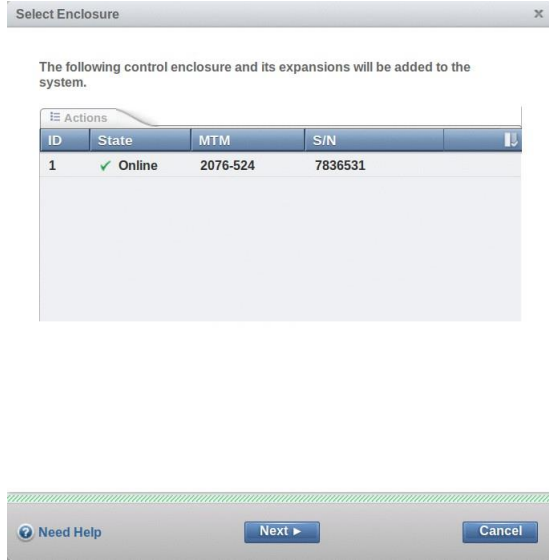 Select Enclosure
The following control enclosure and its expansions will be added to the
system.
Actions
ID State MTM S/N
1 Online 2076-524 7836531
Need Help Next Cancel